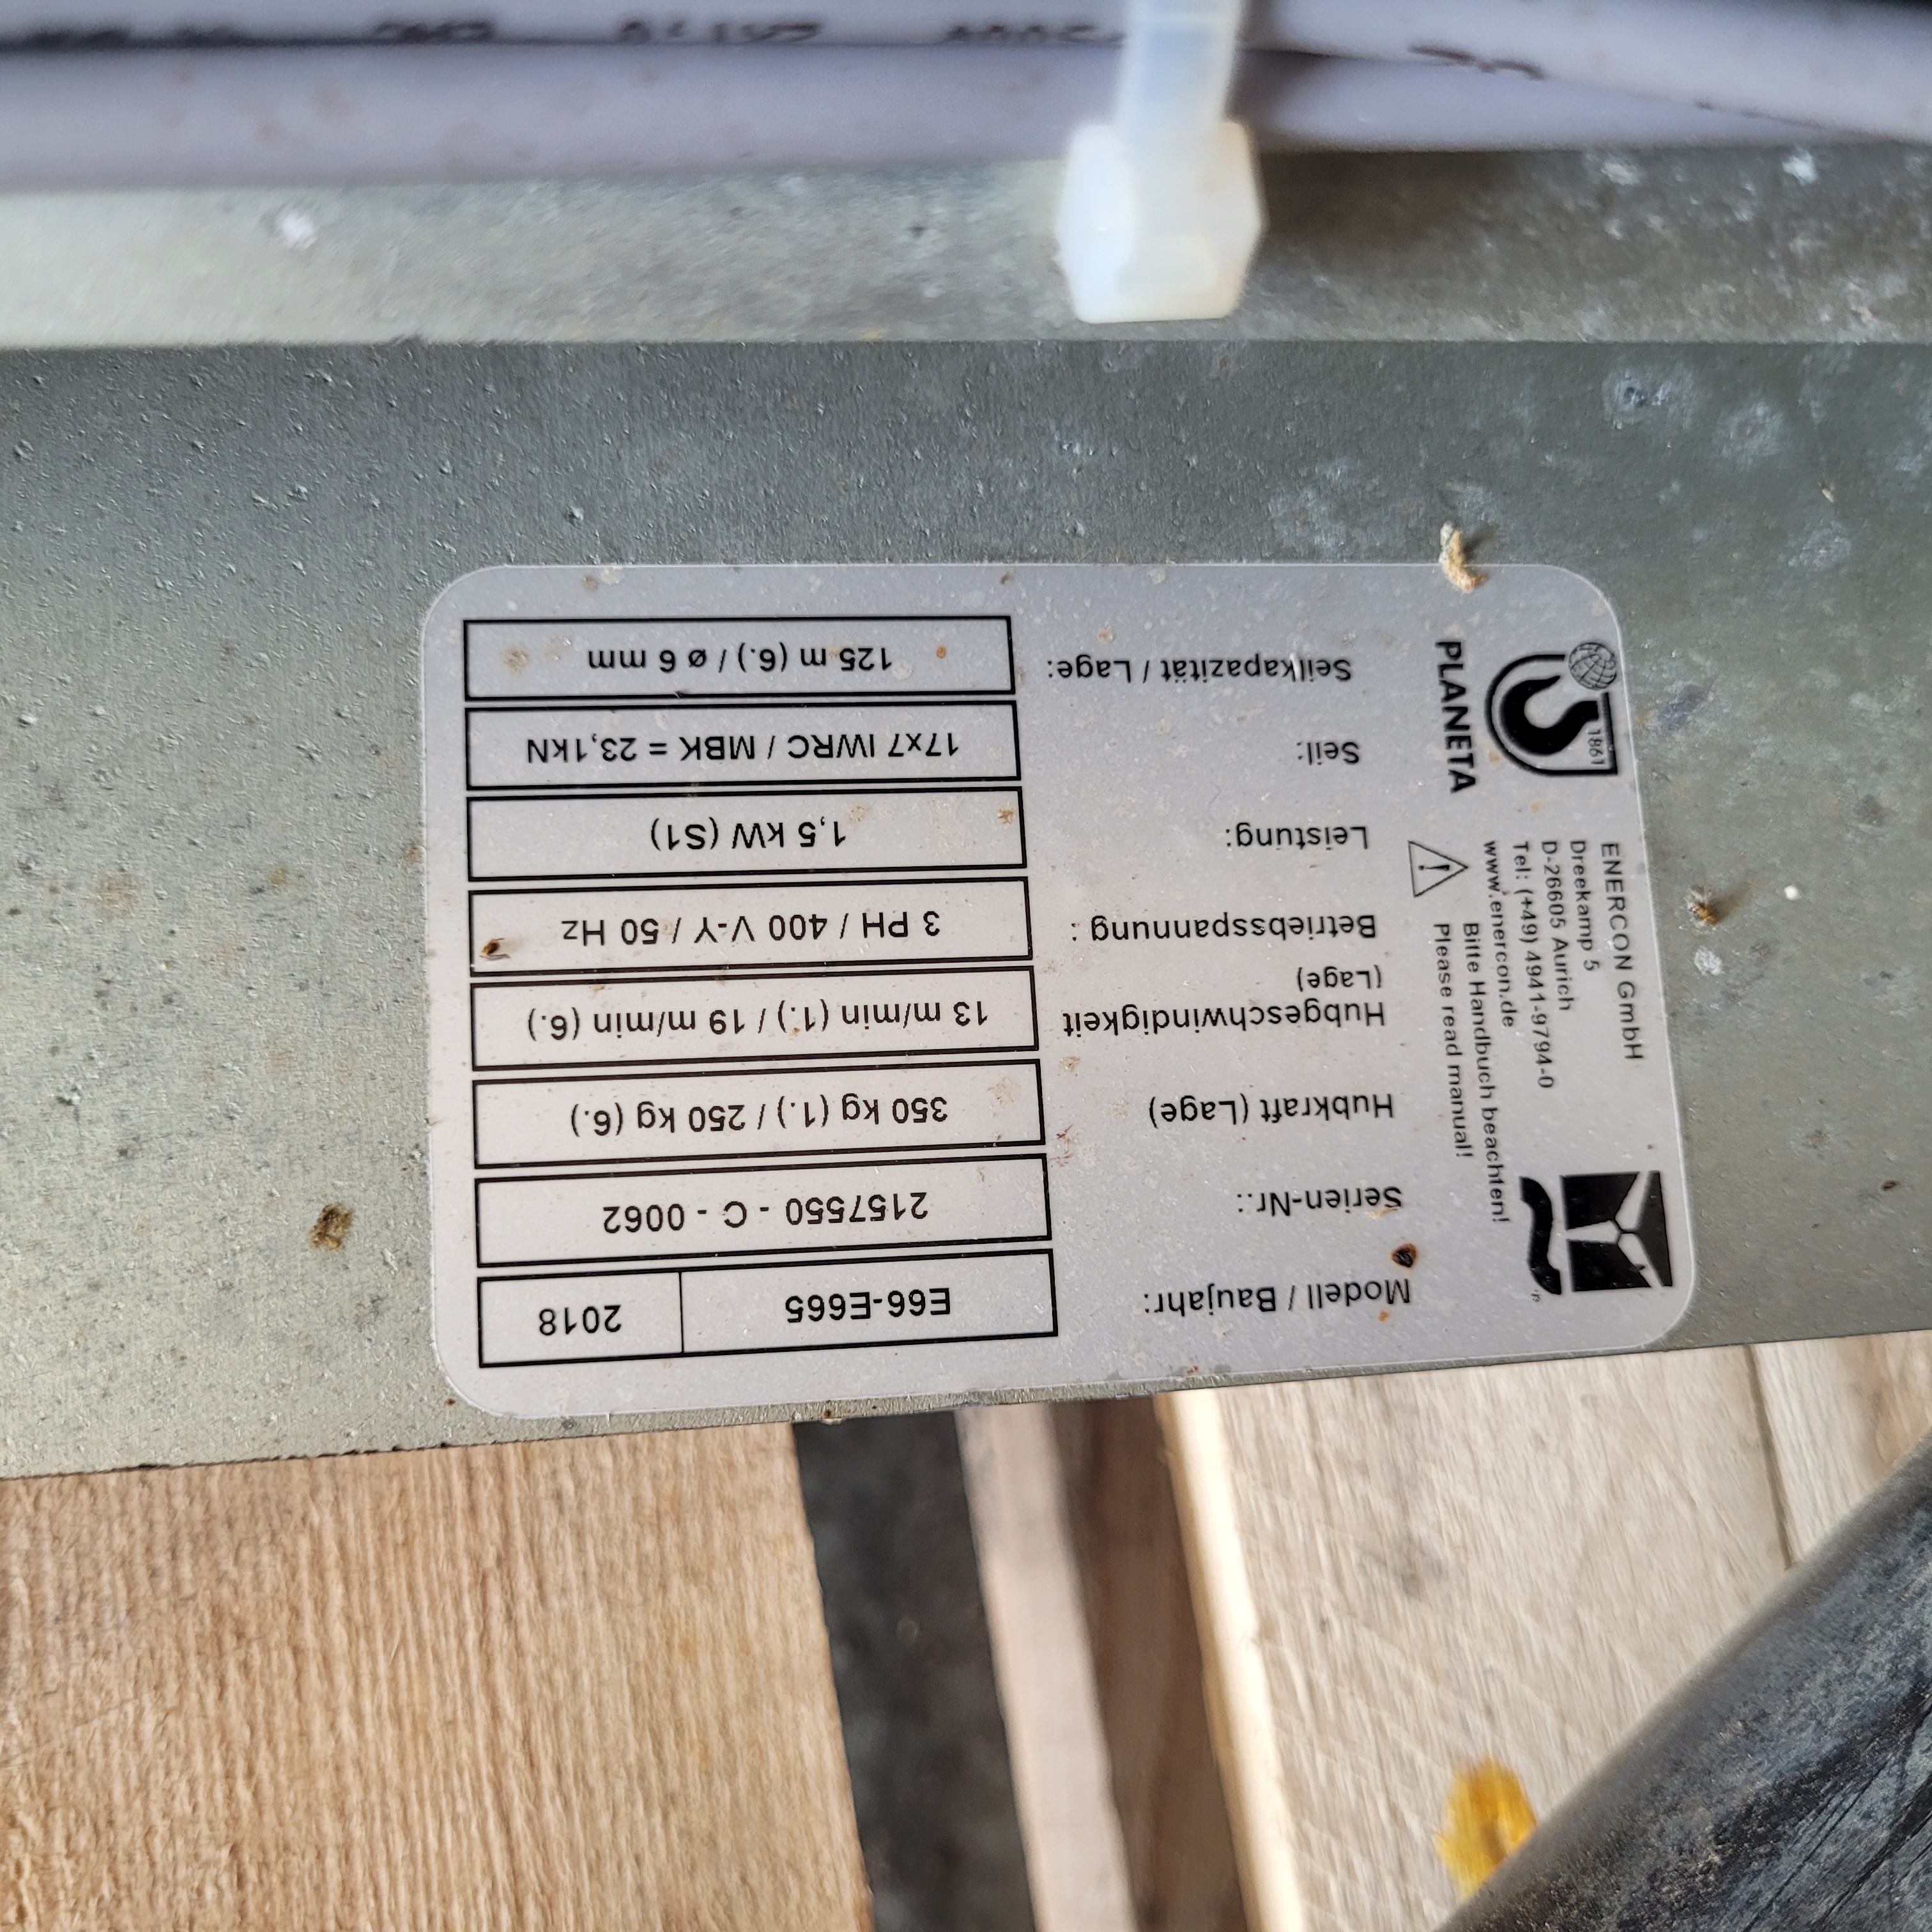 Modell / Baujahr: E66-E665 2018
Serien-Nr.: 2157550 - C - 0062
Hubkraft (Lage) 350 kg (1.) / 250 kg (6.)
Hubgeschwindigkeit 13 m/min (1.) / 19 m/min (6.)
(Lage)
Betriebsspannung : 3 PH / 400 V-Y / 50 Hz
Leistung: 1,5 kW (S1)
Seil: 17x7 IWRC / MBK = 23,1kN
Seilkapazität / Lage: 125 m (6.) / ø 6 mm
1861
PLANETA
ENERCON GmbH
Dreekamp 5
D-26605 Aurich
Tel: (+49) 4941-9794-0
www.enercon.de
Bitte Handbuch beachten!
Please read manual!